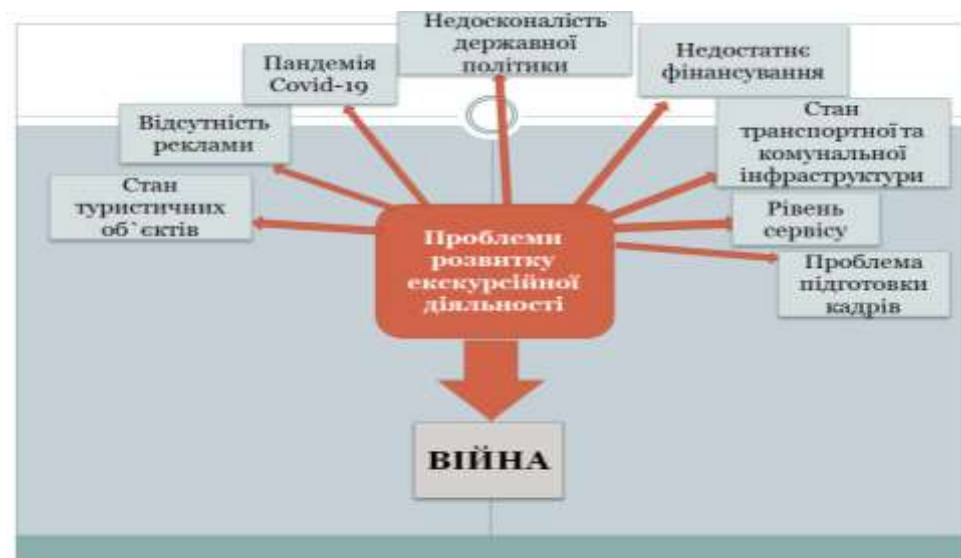 Недосконалість
державної
політики
Пандемія
Covid-19
Недостатнє
фінансування
Відсутність
реклами
Стан
транспортної та
комунальної
інфраструктури
Стан
туристичних
об`єктів
Рівень
сервісу
Проблеми
розвитку
екскурсійної
діяльності
Проблема
підготовки
кадрів
ВІЙНА